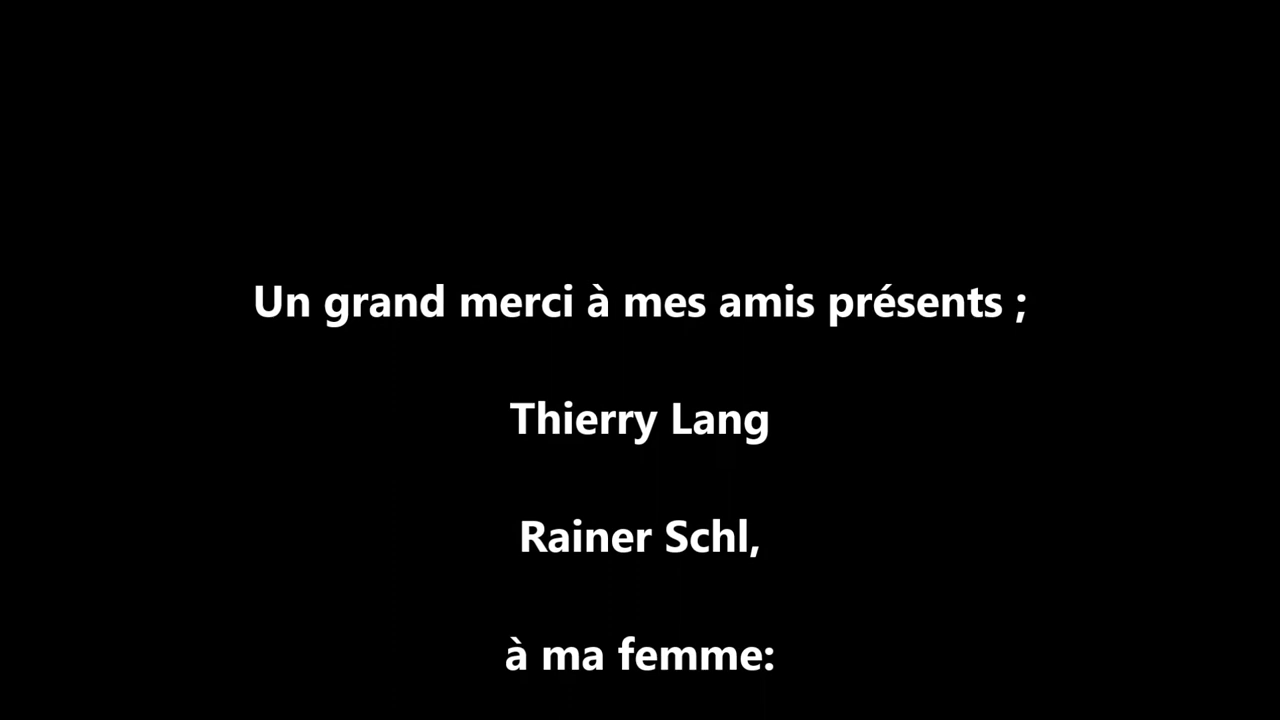 Un grand merci à mes amis présents ;
Thierry Lang
Rainer Schl,
à ma femme: